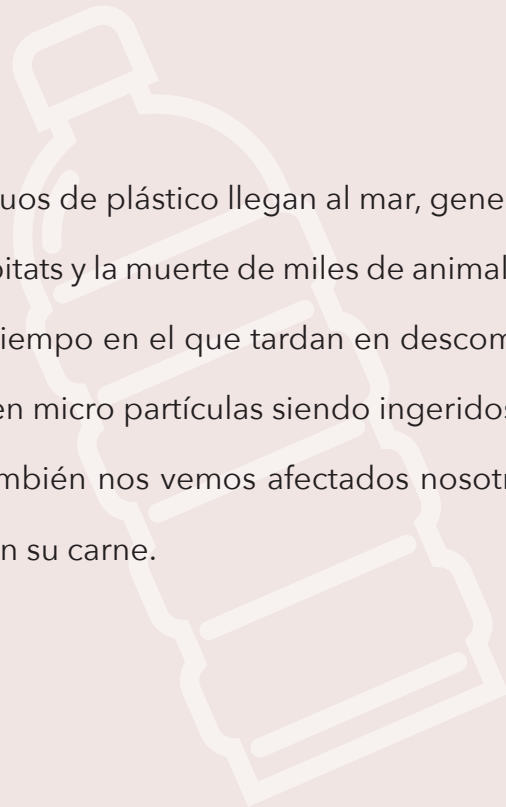 uos de plástico llegan al mar, gene
itats y la muerte de miles de animal
iempo en el que tardan en descom
en micro partículas siendo ingeridos
mbién nos vemos afectados nosotr
n su carne.